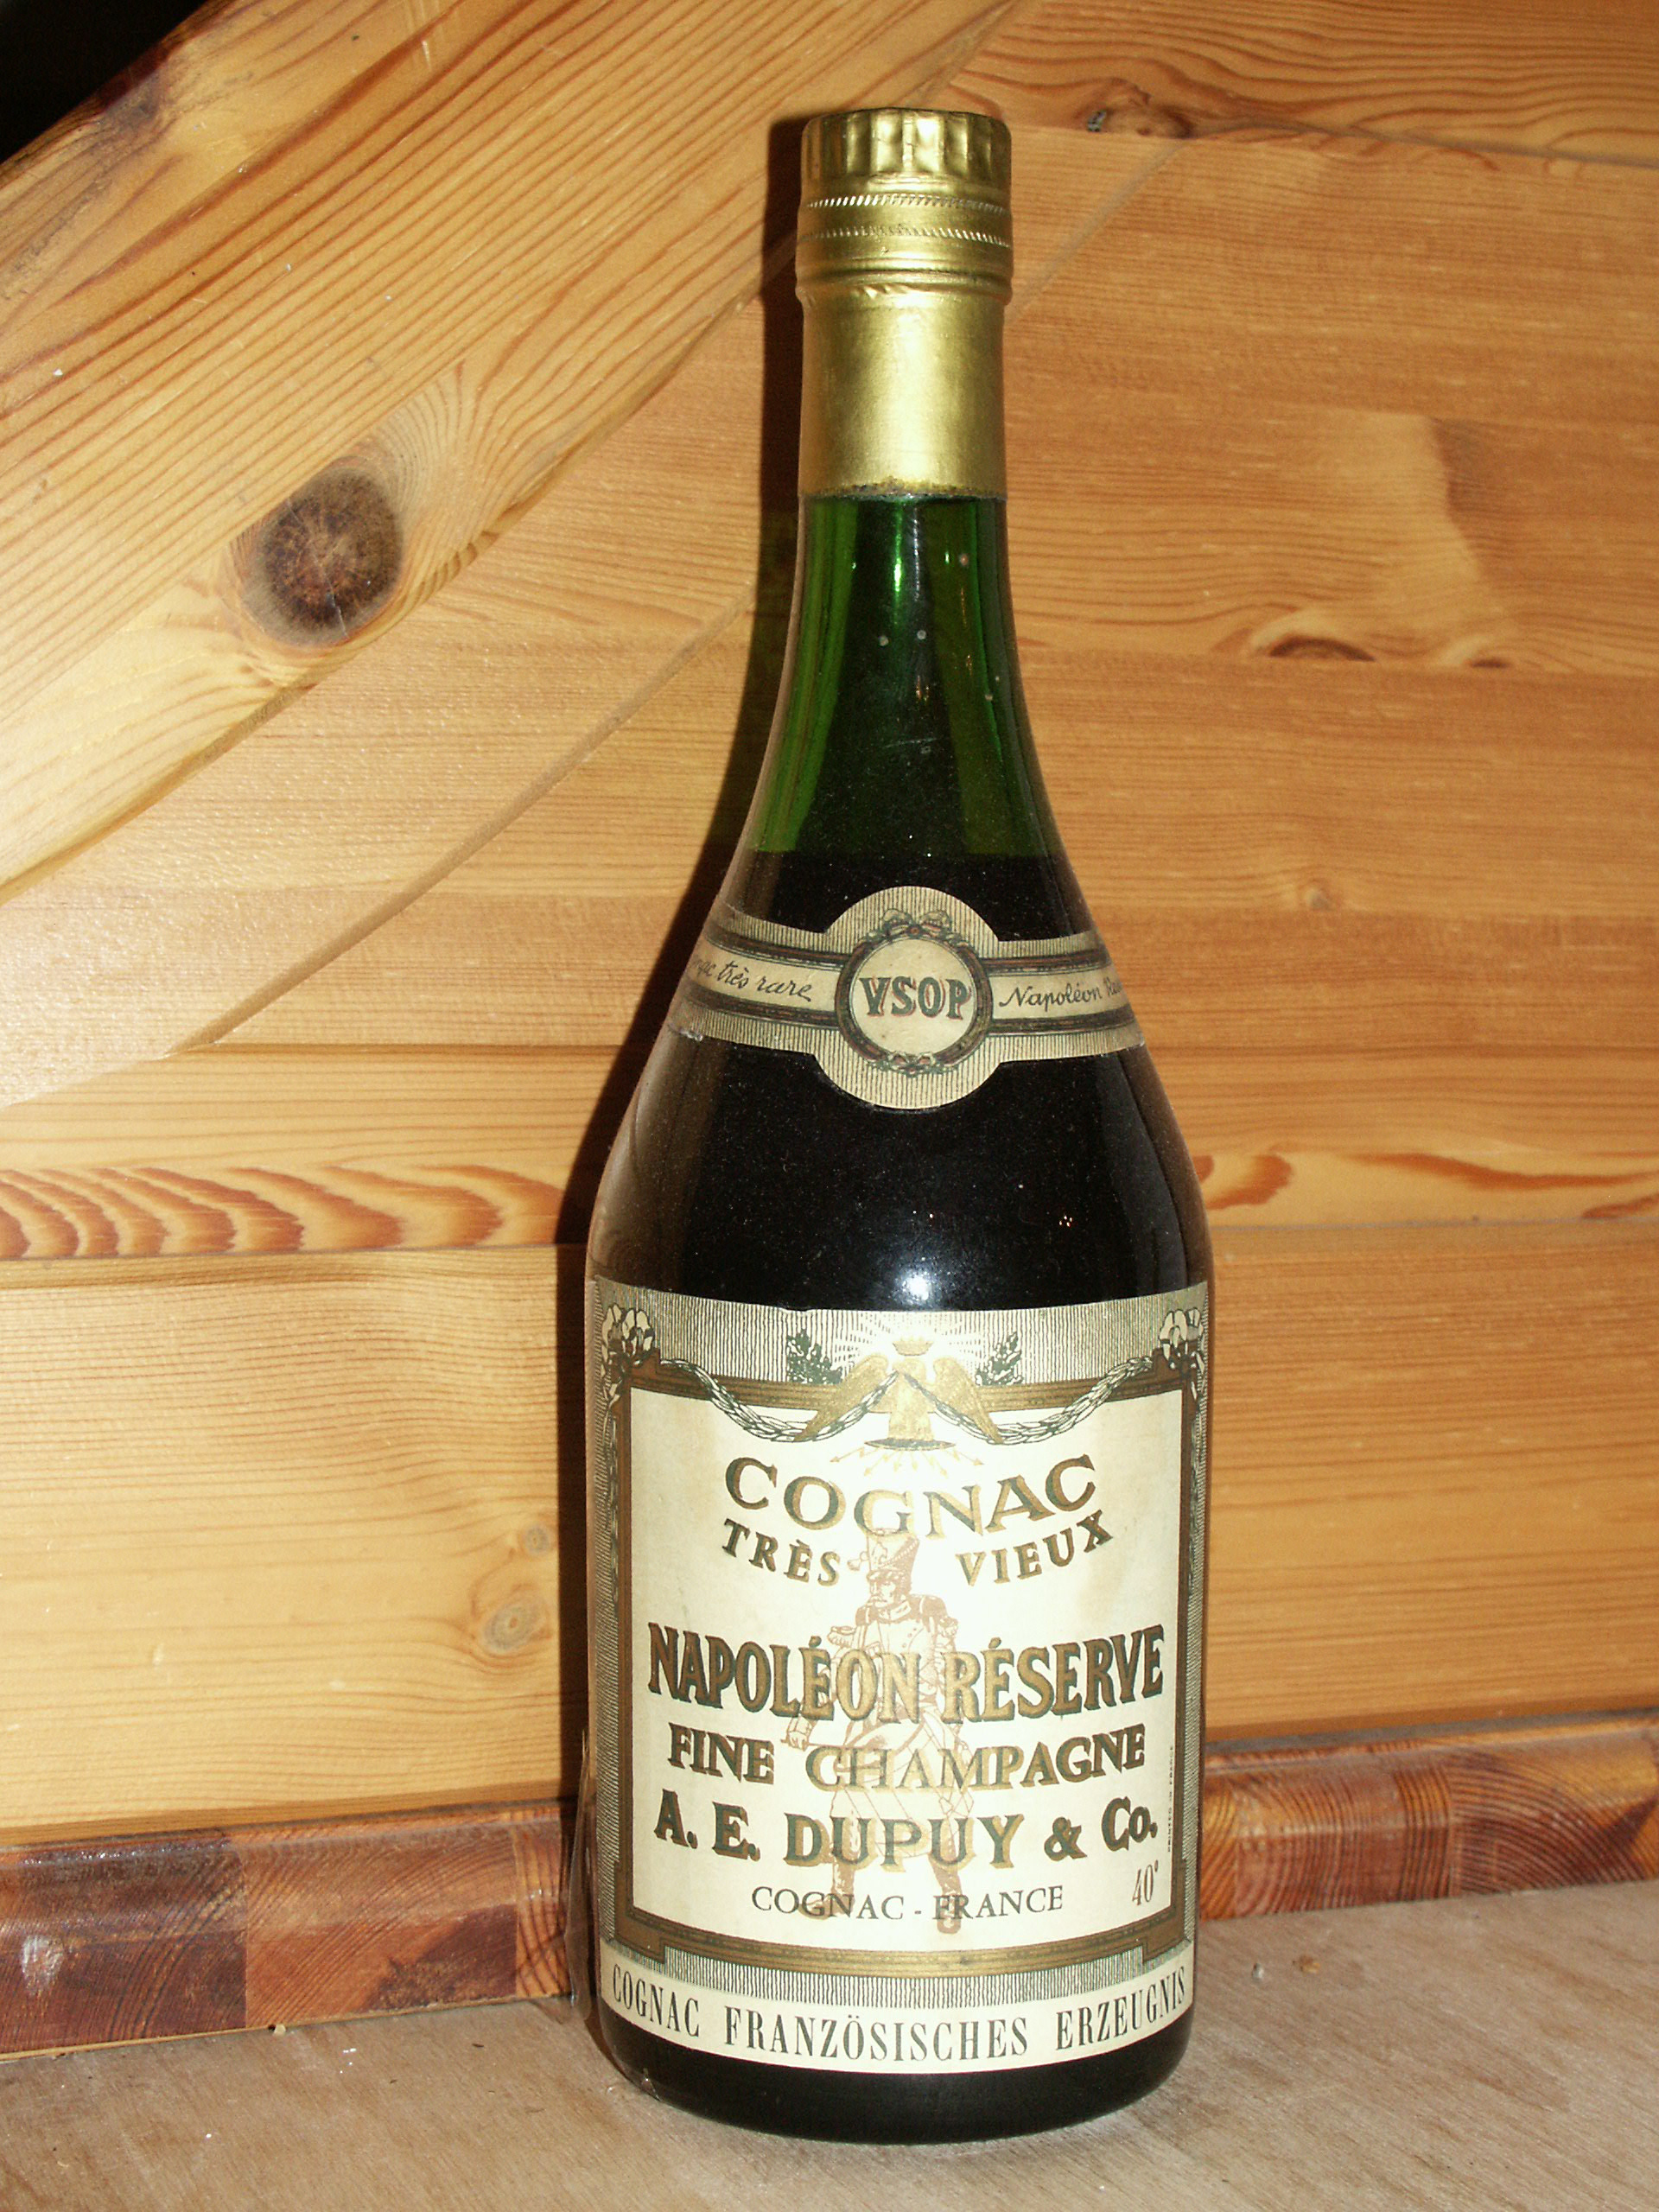 très rare
VSOP
Napoléon
COGNAC
TRÈS VIEUX
NAPOLÉON RÉSERVE
FINE CHAMPAGNE
A. E. DUPUY & Co.
COGNAC - FRANCE 40°
COGNAC FRANZÖSISCHES ERZEUGNIS